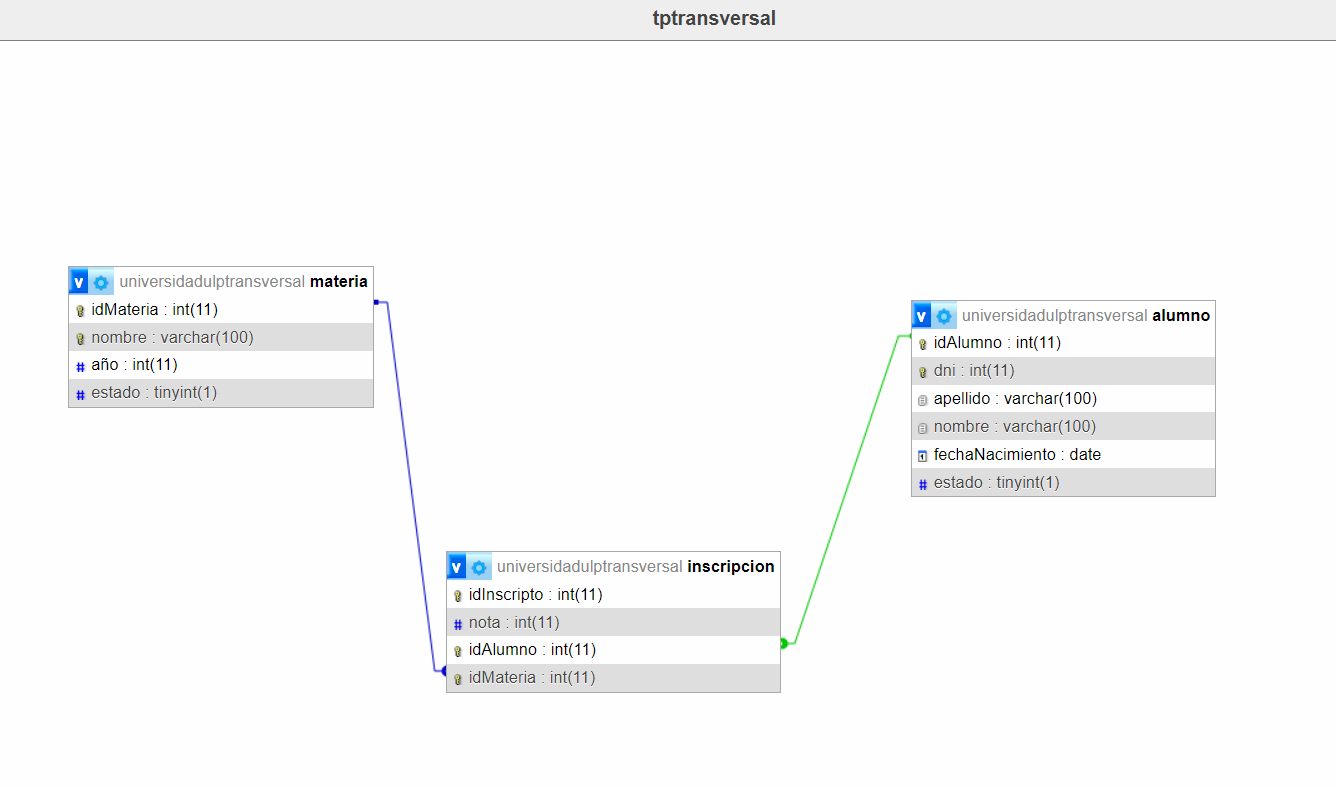 tptransversal
v universidadulptransversal materia
idMateria : int(11)
nombre : varchar(100)
# año : int(11)
# estado : tinyint(1)
v universidadulptransversal alumno
idAlumno : int(11)
dni : int(11)
apellido : varchar(100)
nombre : varchar(100)
fechaNacimiento : date
# estado : tinyint(1)
v universidadulptransversal inscripcion
idInscripto : int(11)
# nota : int(11)
idAlumno : int(11)
idMateria : int(11)